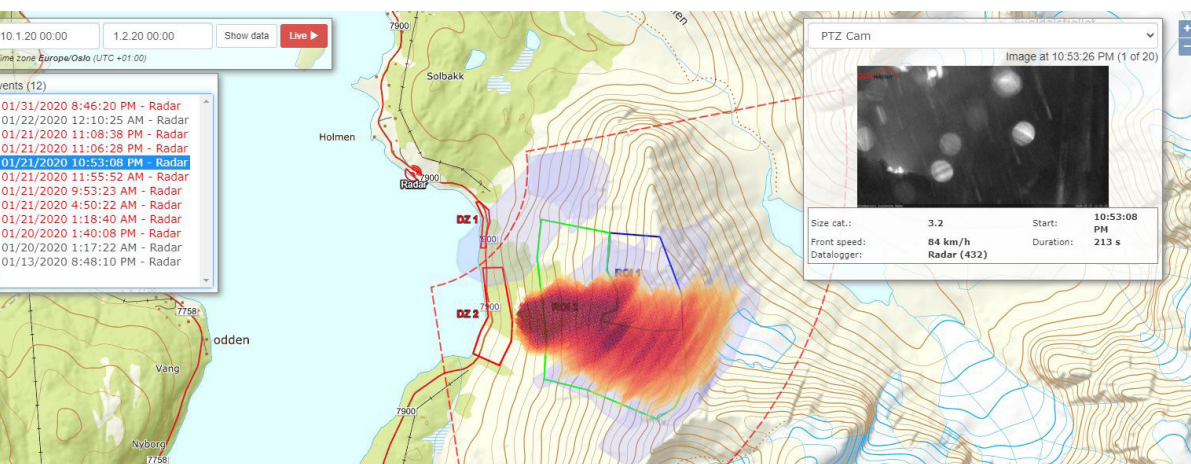 10.1.20 00:00
1.2.20 00:00
Show data
Live
ime zone Europe/Oslo (UTC +01:00)
vents (12)
01/31/2020 8:46:20 PM - Radar
01/22/2020 12:10:25 AM - Radar
01/21/2020 11:08:38 PM - Radar
01/21/2020 11:06:28 PM - Radar
01/21/2020 10:53:08 PM - Radar
01/21/2020 11:55:52 AM - Radar
01/21/2020 9:53:23 AM - Radar
01/21/2020 4:50:22 AM - Radar
01/21/2020 1:18:40 AM - Radar
01/20/2020 1:40:08 PM - Radar
01/20/2020 1:17:22 AM - Radar
01/13/2020 8:48:10 PM - Radar
7900
Solbakk
Holmen
7900
Radar
DZ 1
7900
ROI 1
DZ 2
7900
ROI 2
7758
odden
Vang
7900
Nyborg
7758
PTZ Cam
Image at 10:53:26 PM (1 of 20)
Size cat.: 3.2 Start: 10:53:08 PM
Front speed: 84 km/h Duration: 213 s
Datalogger: Radar (432)
+
−